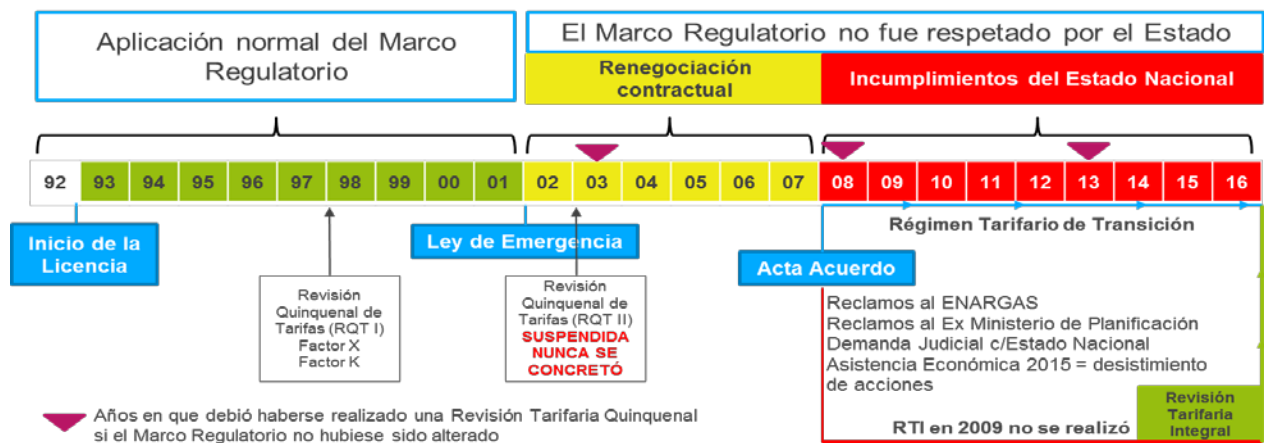 Aplicación normal del Marco
Regulatorio
El Marco Regulatorio no fue respetado por el Estado
Renegociación
contractual
Incumplimientos del Estado Nacional
92 93 94 95 96 97 98 99 00 01 02 03 04 05 06 07 08 09 10 11 12 13 14 15 16
Inicio de la
Licencia
Ley de Emergencia
Acta Acuerdo
Régimen Tarifario de Transición
Revisión
Quinquenal de
Tarifas (RQT I)
Factor X
Factor K
Revisión
Quinquenal de
Tarifas (RQT II)
SUSPENDIDA
NUNCA SE
CONCRETÓ
Reclamos al ENARGAS
Reclamos al Ex Ministerio de Planificación
Demanda Judicial c/Estado Nacional
Asistencia Económica 2015 = desistimiento
de acciones
RTI en 2009 no se realizó
Revisión
Tarifaria
Integral
Años en que debió haberse realizado una Revisión Tarifaria Quinquenal
si el Marco Regulatorio no hubiese sido alterado